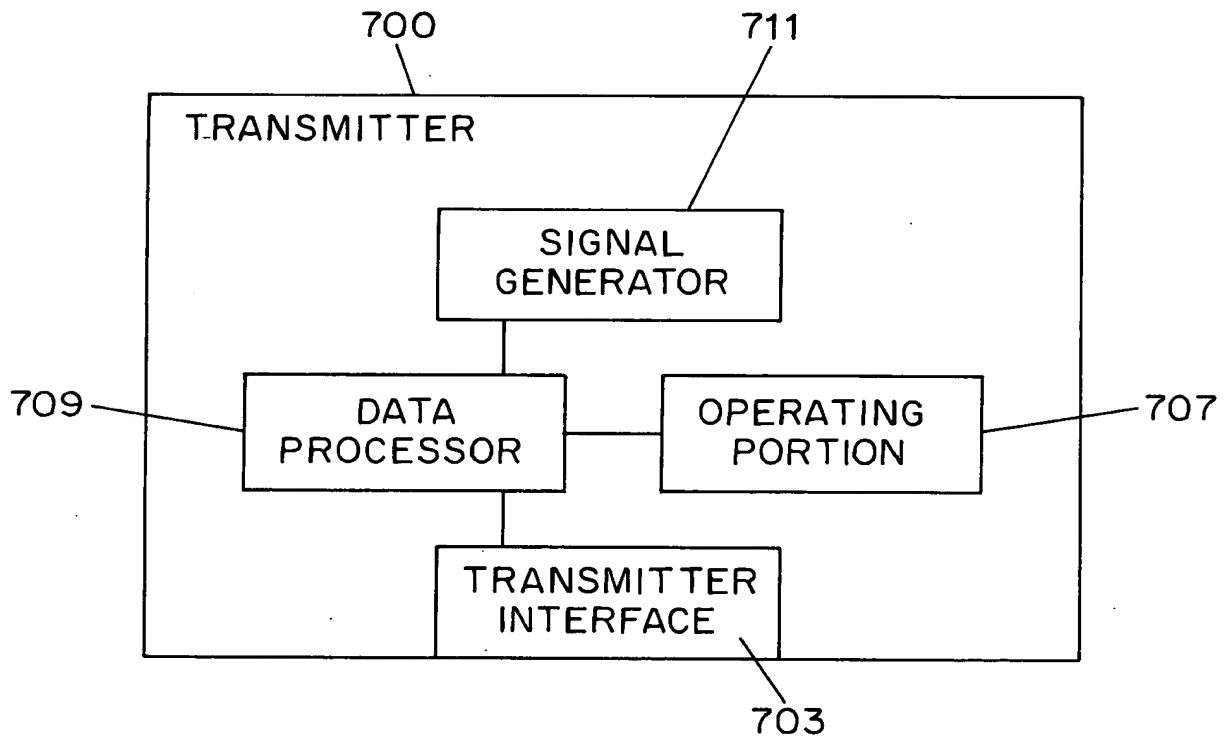 700
711
TRANSMITTER
SIGNAL
GENERATOR
709
DATA
PROCESSOR
OPERATING
PORTION
707
TRANSMITTER
INTERFACE
703